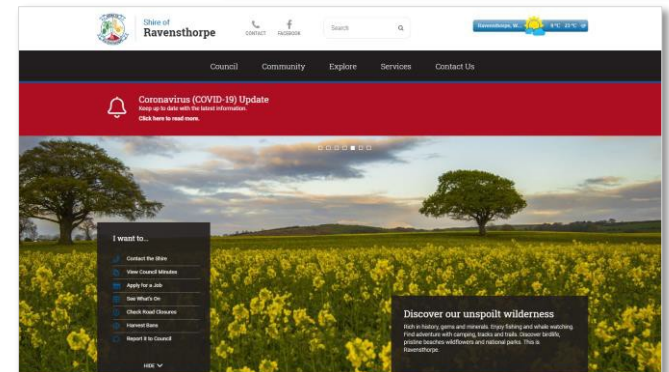 Shire of
Ravensthorpe
CONTACT
FACEBOOK
Search
Ravensthorpe, W...
9°C 21°C
Council
Community
Explore
Services
Contact Us
Coronavirus (COVID-19) Update
Keep up to date with the latest information.
Click here to read more.
I want to...
Contact the Shire
View Council Minutes
Apply for a Job
See What's On
Check Road Closures
Harvest Bans
Report it to Council
HIDE
Discover our unspoilt wilderness
Rich in history, gems and minerals. Enjoy fishing and whale watching.
Find adventure with camping, tracks and trails. Discover birdlife,
pristine beaches wildflowers and national parks. This is
Ravensthorpe.